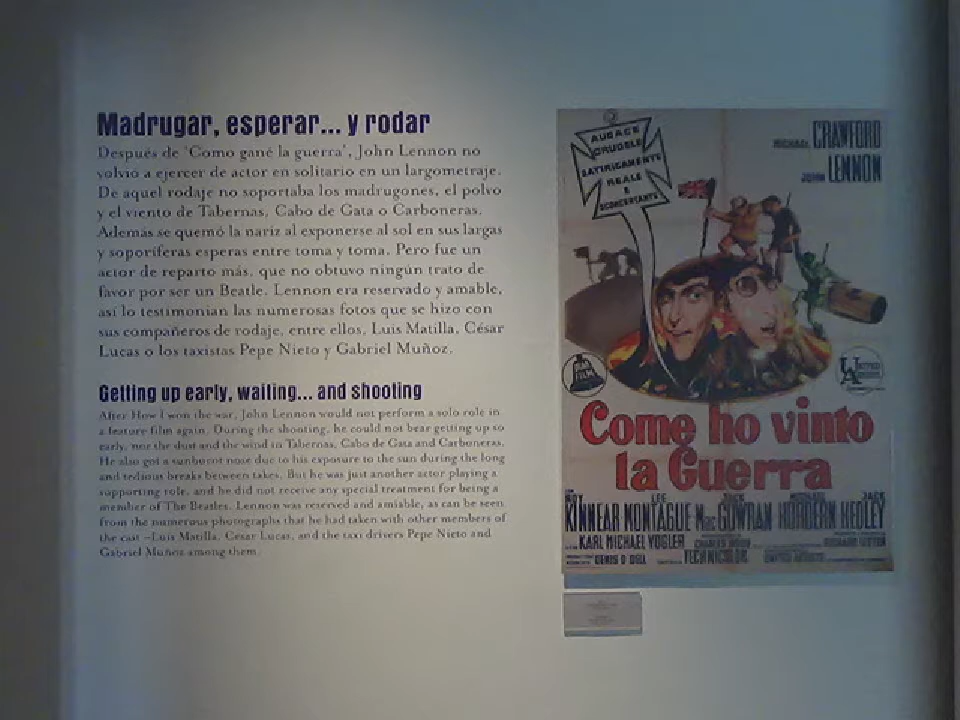 Madrugar, esperar... y rodar
Después de 'Como gané la guerra', John Lennon no
volvió a ejercer de actor en solitario en un largometraje.
De aquel rodaje no soportaba los madrugones, el polvo
y el viento de Tabernas, Cabo de Gata o Carboneras.
Además se quemó la nariz al exponerse al sol en sus largas
y soporíferas esperas entre toma y toma. Pero fue un
actor de reparto más, que no obtuvo ningún trato de
favor por ser un Beatle. Lennon era reservado y amable,
así lo testimonian las numerosas fotos que se hizo con
sus compañeros de rodaje, entre ellos, Luis Matilla, César
Lucas o los taxistas Pepe Nieto y Gabriel Muñoz.
Getting up early, waiting... and shooting
After How I won the war, John Lennon would not perform a solo role in
a feature film again. During the shooting, he could not bear getting up so
early, nor the dust and the wind in Tabernas, Cabo de Gata and Carboneras.
He also got a sunburnt nose due to his exposure to the sun during the long
and tedious breaks between takes. But he was just another actor playing a
supporting role, and he did not receive any special treatment for being a
member of The Beatles. Lennon was reserved and amiable, as can be seen
from the numerous photographs that he had taken with other members of
the cast –Luis Matilla, César Lucas, and the taxi drivers Pepe Nieto and
Gabriel Muñoz among them.
AUDACE
CRUDELE
SATIRICAMENTE
REALE
E
SCONCERTANTE
MICHAEL CRAWFORD
JOHN LENNON
UNITED
Come ho vinto
la Guerra
ROY KINNEAR LEE MONTAGUE JACK MacGOWRAN MICHAEL HORDERN JACK HEDLEY
KARL MICHAEL VOGLER
TECHNICOLOR